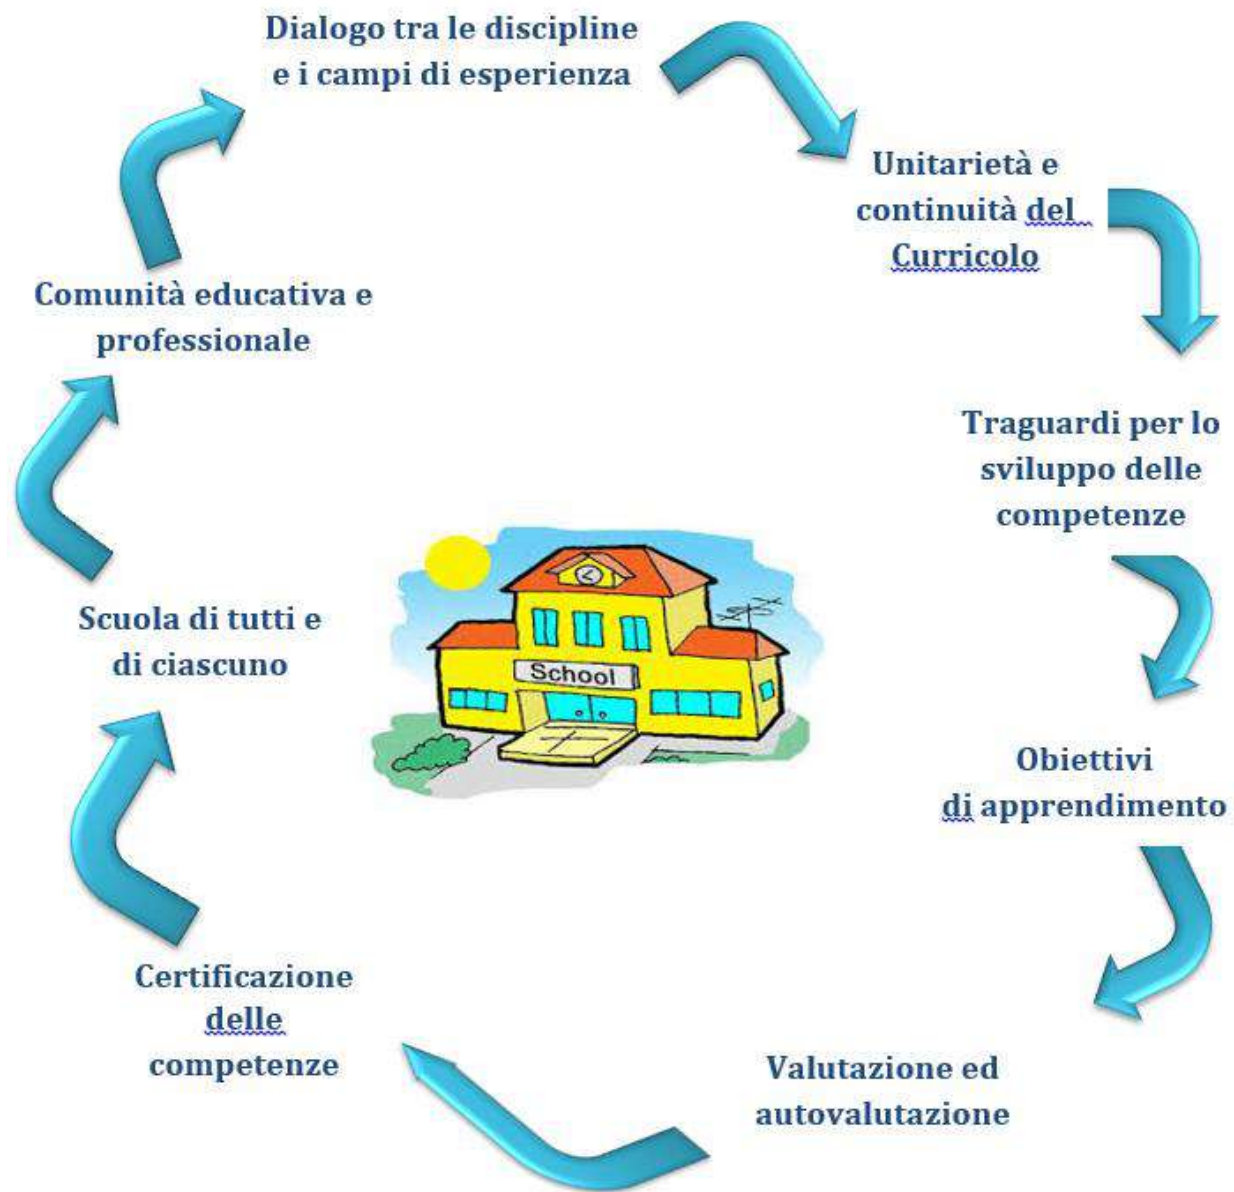 Dialogo tra le discipline
e i campi di esperienza
Unitarietà e
continuità del
Curricolo
Traguardi per lo
sviluppo delle
competenze
Obiettivi
di apprendimento
Valutazione ed
autovalutazione
Certificazione
delle
competenze
Scuola di tutti e
di ciascuno
Comunità educativa e
professionale
School